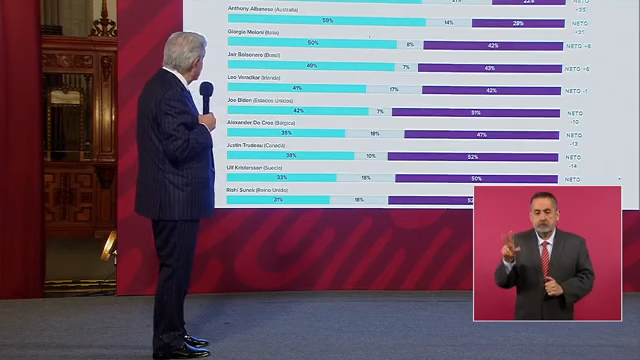 22%
NETO
+35
Anthony Albanese (Australia)
59% 14% 28%
NETO
+31
Giorgia Meloni (Italia)
50% 8% 42%
NETO +8
Jair Bolsonaro (Brasil)
49% 7% 43%
NETO +6
Leo Varadkar (Irlanda)
41% 17% 42%
NETO -1
Joe Biden (Estados Unidos)
42% 7% 51%
NETO
-10
Alexander De Croo (Bélgica)
35% 18% 47%
NETO
-13
Justin Trudeau (Canadá)
38% 10% 52%
NETO
-14
Ulf Kristersson (Suecia)
33% 18% 50%
Rishi Sunak (Reino Unido)
31% 18%